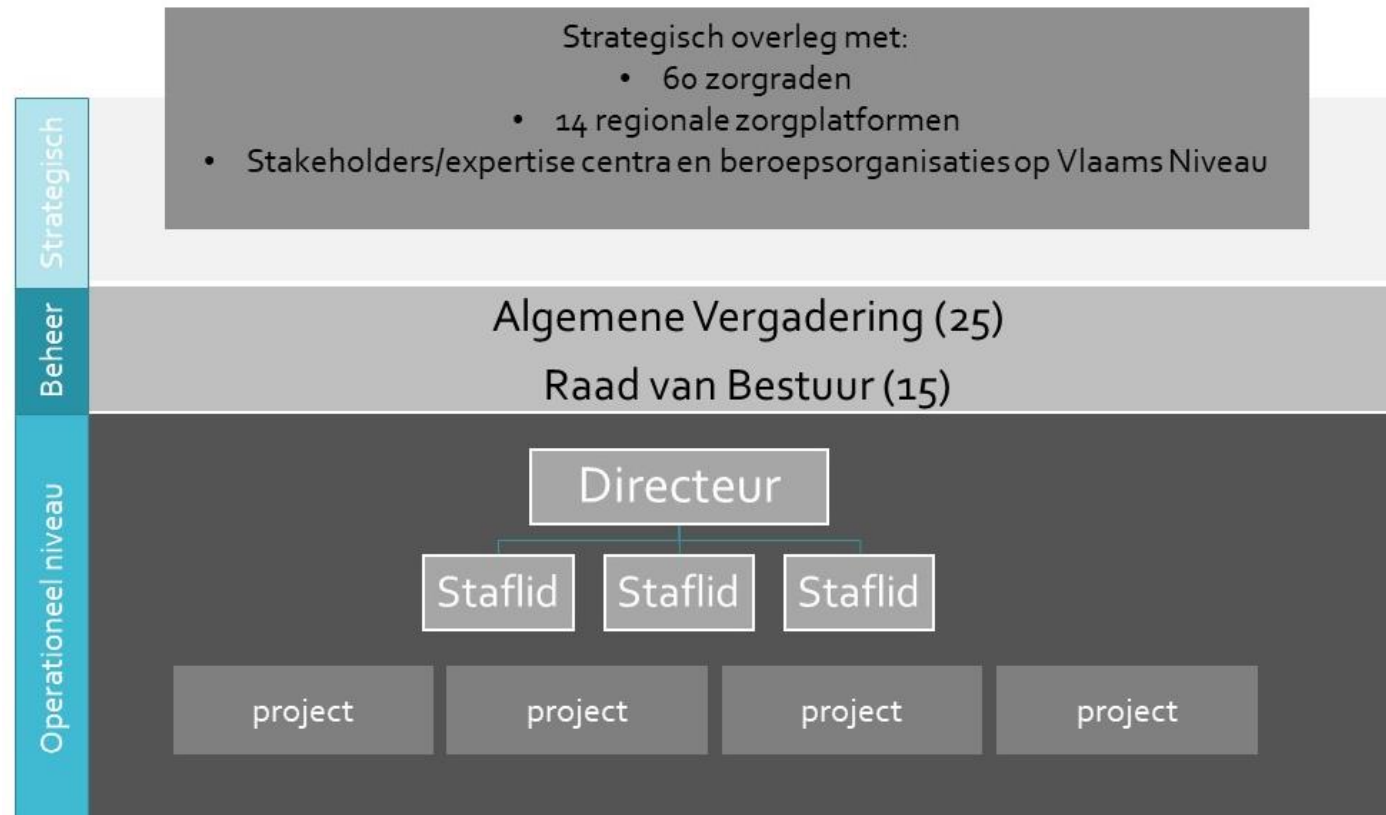 Strategisch overleg met:
• 60 zorgraden
• 14 regionale zorgplatformen
• Stakeholders/expertise centra en beroepsorganisaties op Vlaams Niveau
Strategisch
Algemene Vergadering (25)
Raad van Bestuur (15)
Beheer
Directeur
Staflid Staflid Staflid
project project project project
Operationeel niveau